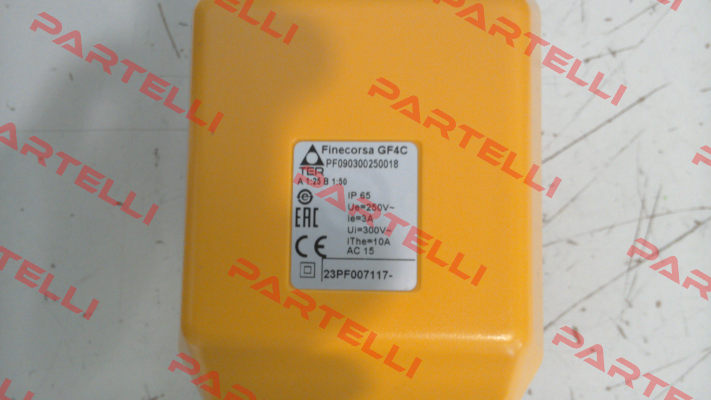 Finecorsa GF4C
PF090300250018
TER
A 1:25 B 1:50
IP 65
Ue=250V~
Ie=3A
Ui=300V~
IThe=10A
AC 15
EAC
CE
23PF007117-
PARTELLI
PARTELLI
PARTELLI
PARTELLI
PARTELLI
PARTELLI
PARTELLI
PARTELLI
PARTELLI